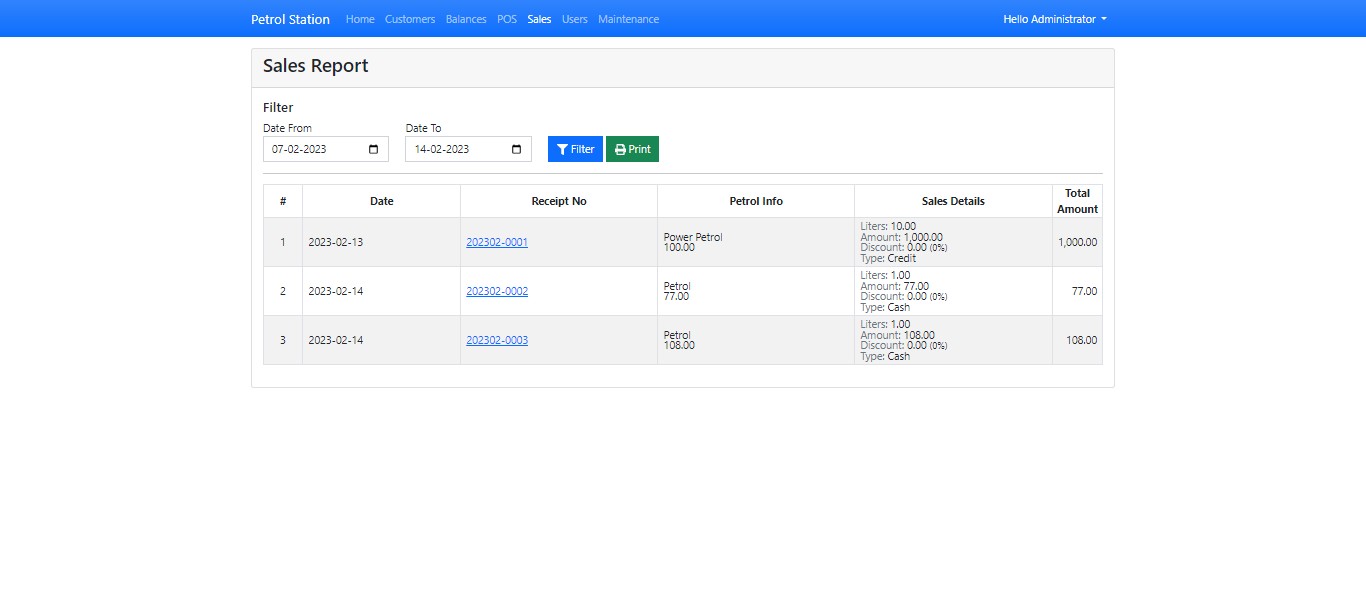 Petrol Station Home Customers Balances POS Sales Users Maintenance Hello Administrator
Sales Report
Filter
Date From Date To
07-02-2023 14-02-2023 Filter Print
# Date Receipt No Petrol Info Sales Details Total Amount
1 2023-02-13 202302-0001 Power Petrol
100.00
Liters: 10.00
Amount: 1,000.00
Discount: 0.00 (0%)
Type: Credit
1,000.00
2 2023-02-14 202302-0002 Petrol
77.00
Liters: 1.00
Amount: 77.00
Discount: 0.00 (0%)
Type: Cash
77.00
3 2023-02-14 202302-0003 Petrol
108.00
Liters: 1.00
Amount: 108.00
Discount: 0.00 (0%)
Type: Cash
108.00